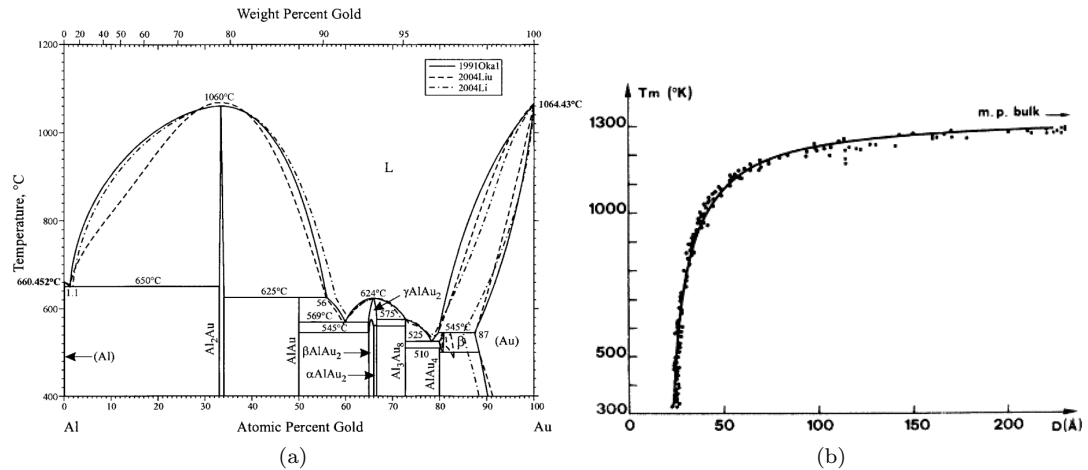 Weight Percent Gold
0 10 20 30 40 50 60 70 80 90 93 95 100
1060°C
1991Oka1
2004Liu
2004Li
1064.43°C
L
Temperature, °C
1200
1000
800
600
400
660.452°C
650°C
1.1
625°C
56
624°C
γAlAu2
569°C
545°C
575
545°C
525
87
510
β
(Au)
(Al)
Al2Au
AlAu
βAlAu2
αAlAu2
Al3Au8
AlAu4
0 10 20 30 40 50 60 70 80 90 100
Al Atomic Percent Gold Au
(a)
Tm (°K)
m.p. bulk
1300
1000
500
300
0 50 100 150 200 D(Å)
(b)